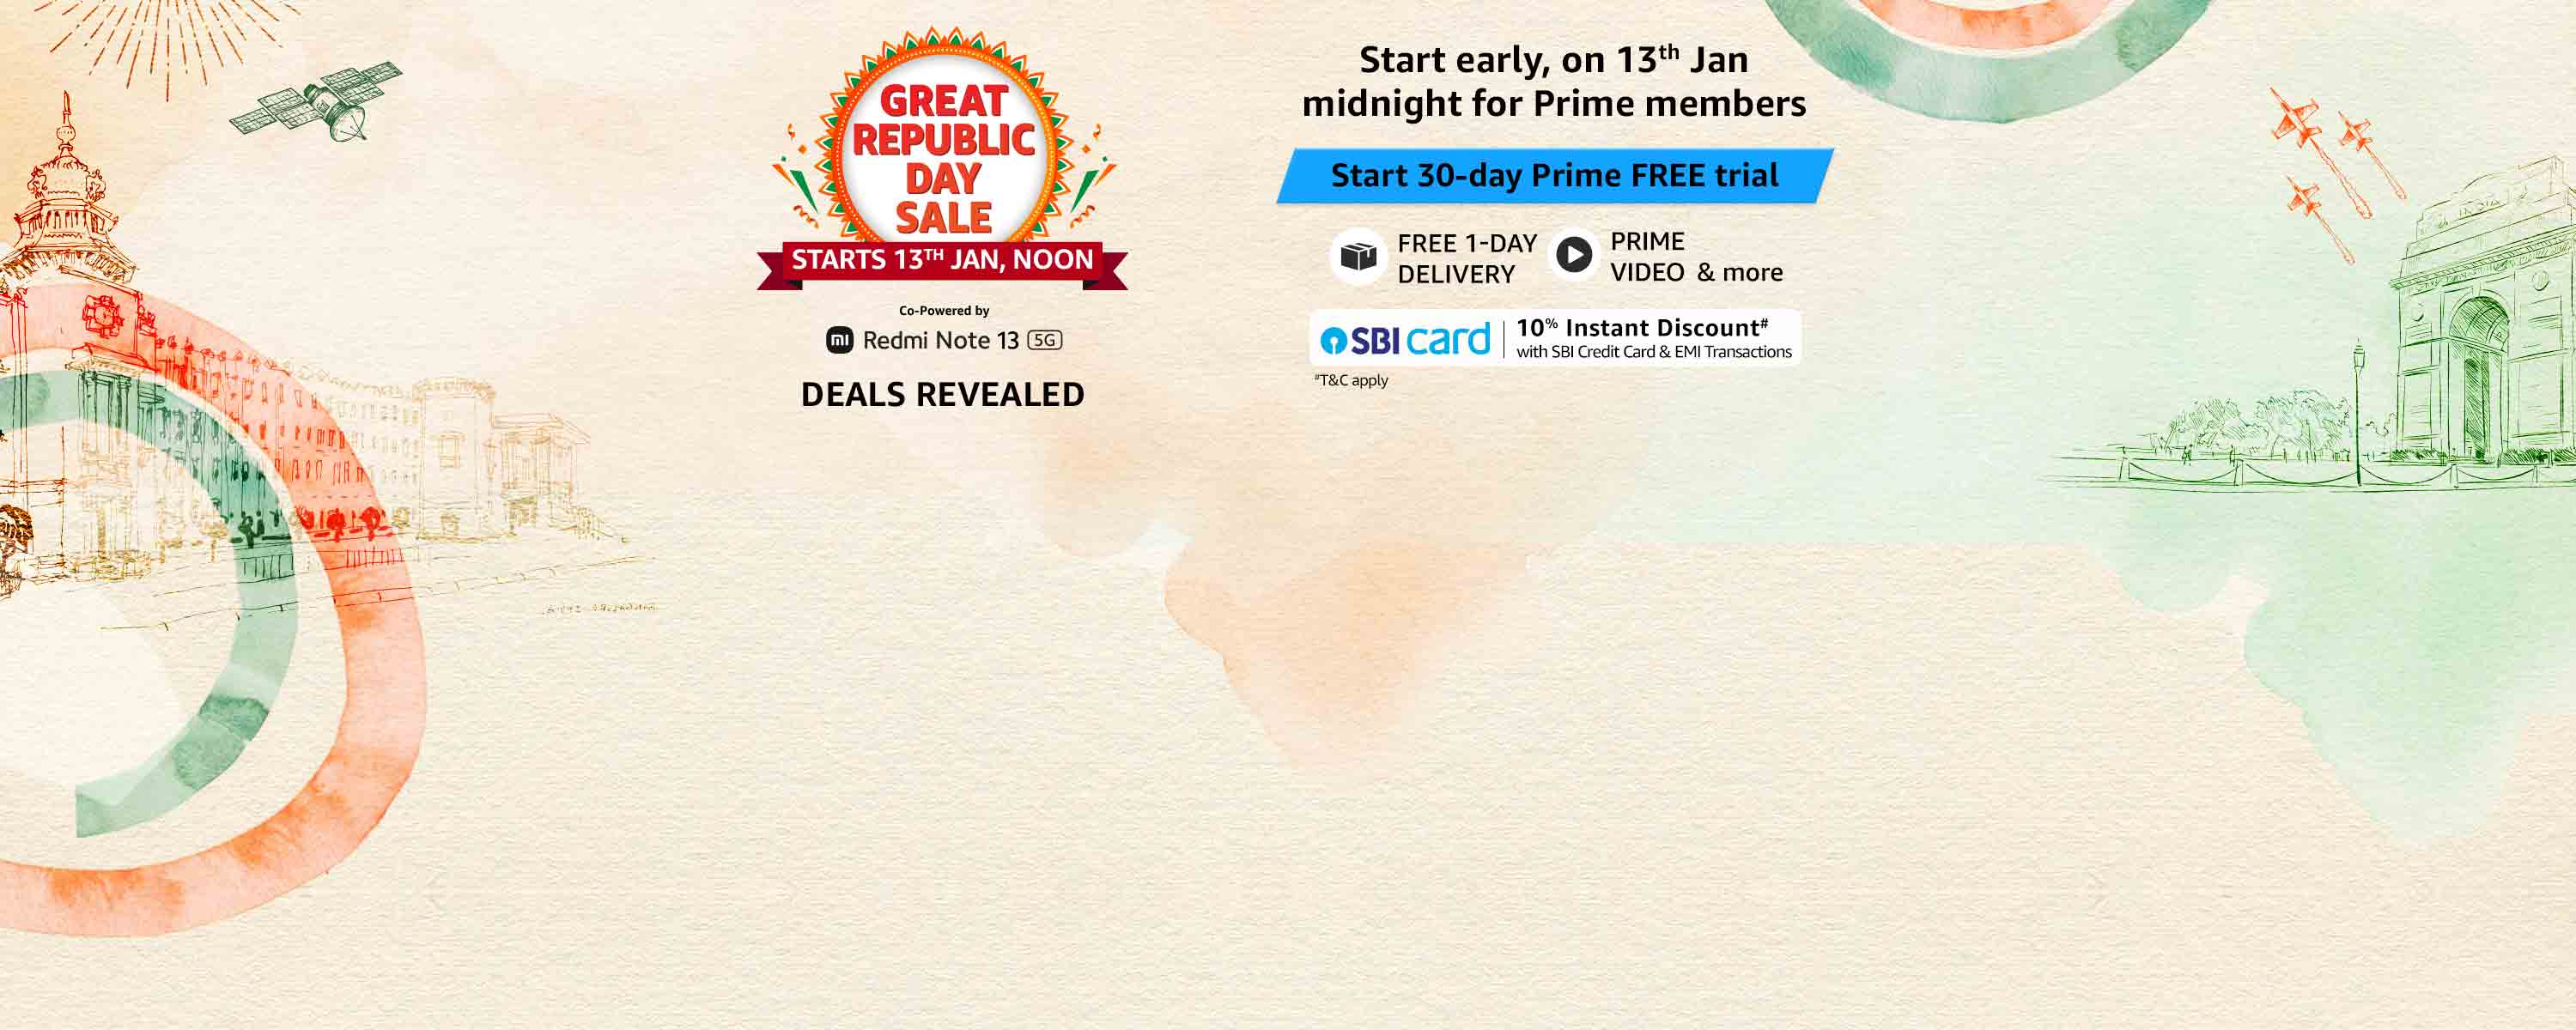 GREAT
REPUBLIC
DAY
SALE
STARTS 13TH JAN, NOON
Co-Powered by
mi Redmi Note 13 5G
DEALS REVEALED
Start early, on 13th Jan
midnight for Prime members
Start 30-day Prime FREE trial
FREE 1-DAY
DELIVERY
PRIME
VIDEO & more
SBI card
10% Instant Discount#
with SBI Credit Card & EMI Transactions
#T&C apply
INDIA